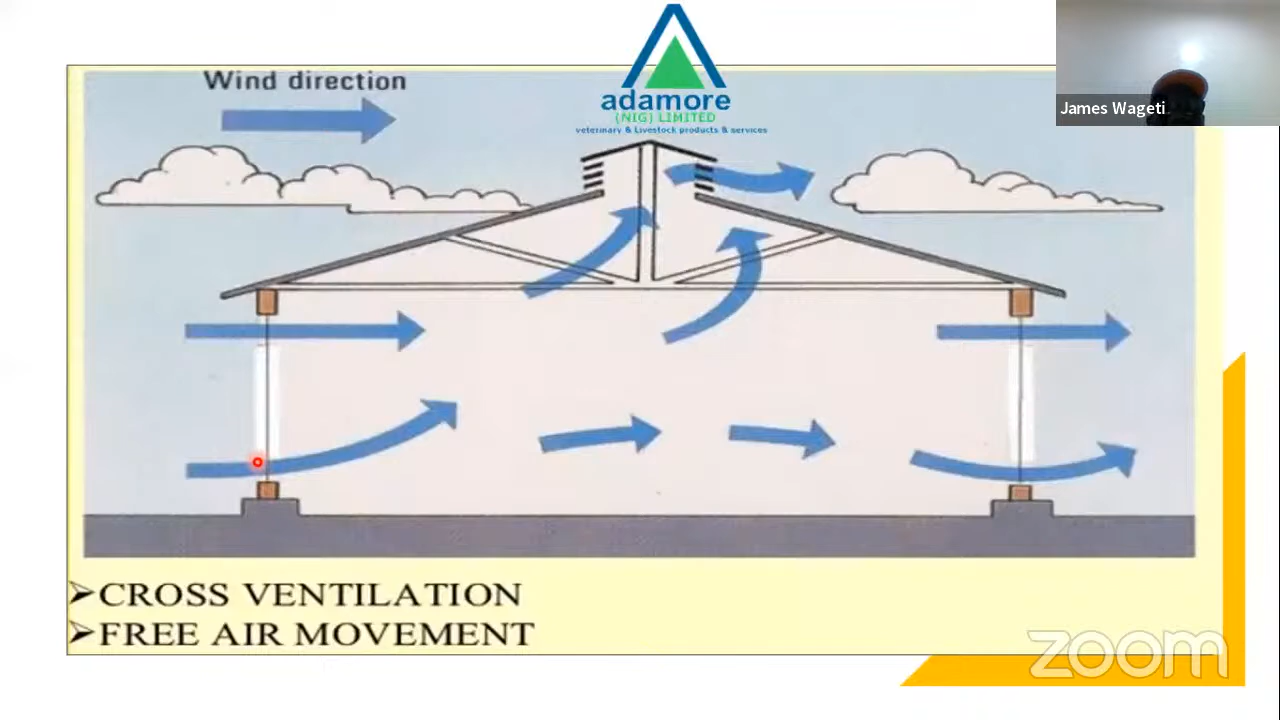 Wind direction
adamore
(NIG) LIMITED
veterinary & Livestock products & services
James Wageti
➢CROSS VENTILATION
➢FREE AIR MOVEMENT
zoom